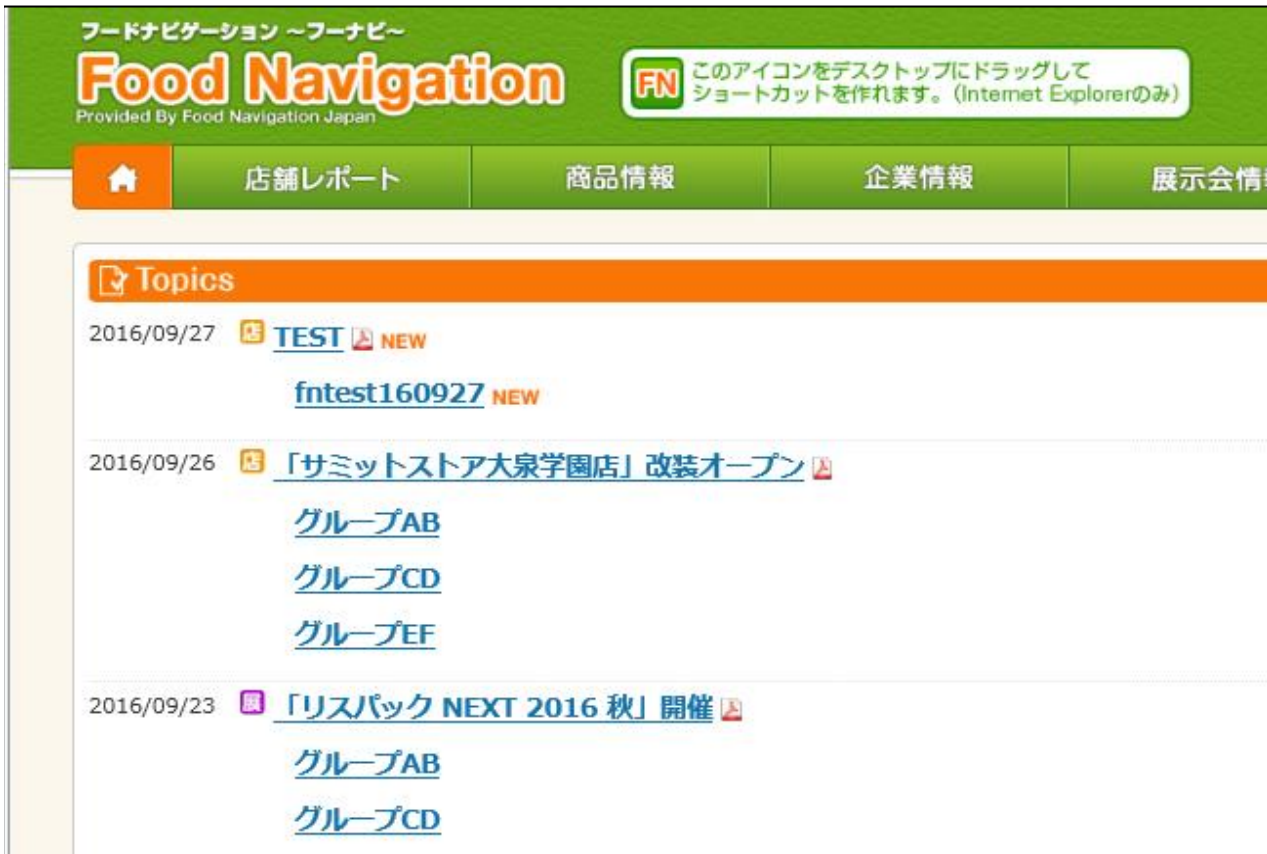 フードナビゲーション ～フーナビ～
Food Navigation
Provided By Food Navigation Japan
FN
このアイコンをデスクトップにドラッグして
ショートカットを作れます。(Internet Explorerのみ)
店舗レポート 商品情報 企業情報 展示会情
Topics
2016/09/27 店 TEST NEW
fntest160927 NEW
2016/09/26 店 「サミットストア大泉学園店」改装オープン
グループAB
グループCD
グループEF
2016/09/23 展 「リスパック NEXT 2016 秋」開催
グループAB
グループCD